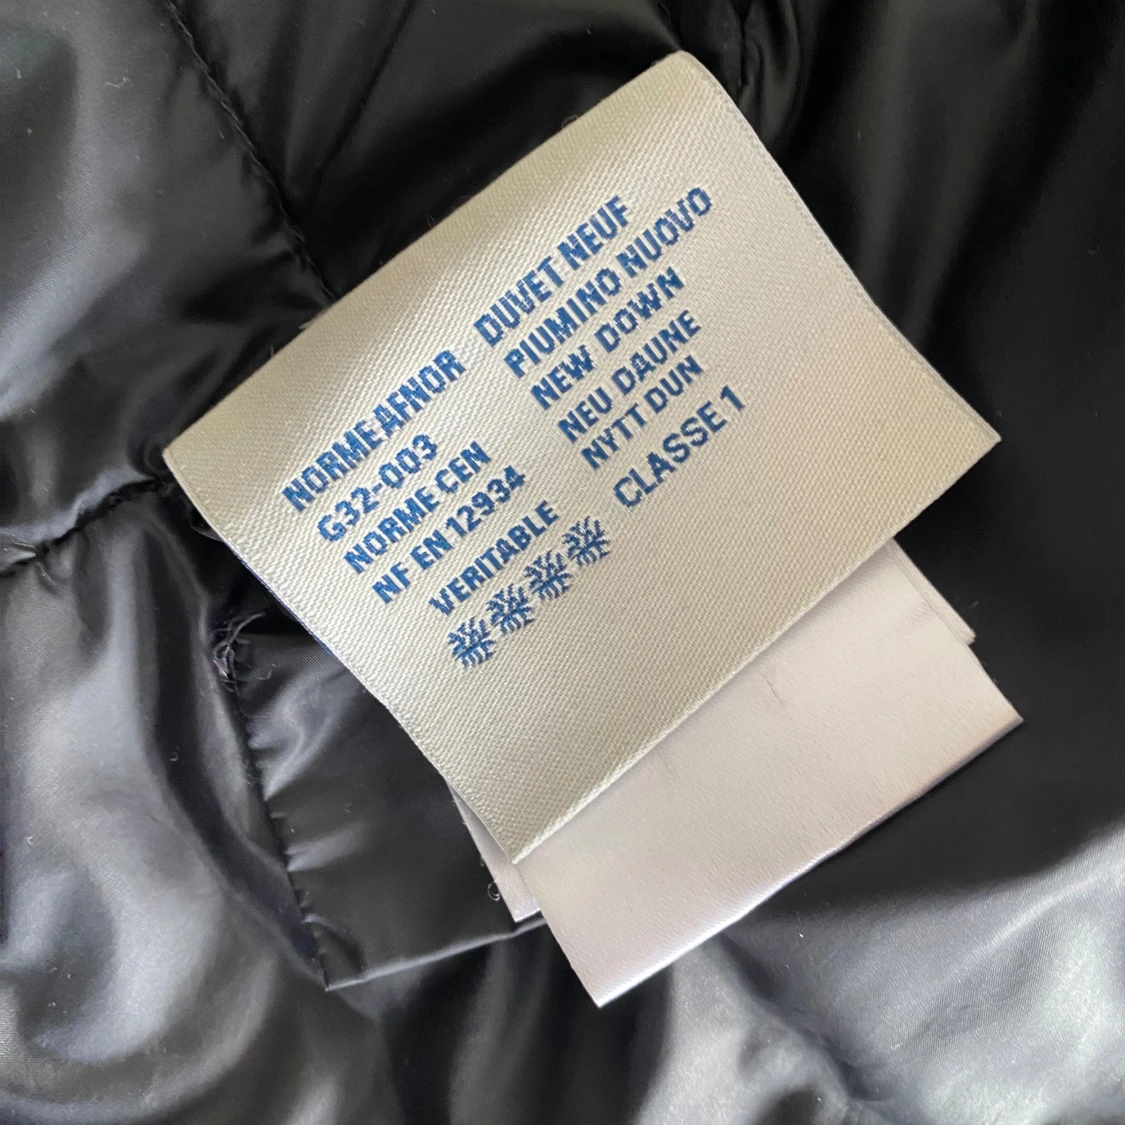 NORME AFNOR DUVET NEUF
G32-003 PIUMINO NUOVO
NORME CEN NEW DOWN
NF EN 12934 NEU DAUNE
VERITABLE NYTT DUN
CLASSE 1